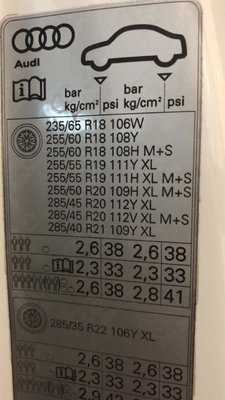 Audi
bar bar
kg/cm² psi kg/cm² psi
235/65 R18 106W
255/60 R18 108Y
255/60 R18 108H M+S
255/55 R19 111Y XL
255/55 R19 111H XL M+S
255/50 R20 109H XL M+S
285/45 R20 112Y XL
285/45 R20 112V XL M+S
285/40 R21 109Y XL
2,6 38 2,6 38
2,3 33 2,3 33
2,6 38 2,8 41
285/35 R22 106Y XL
2,6 38 2,6 38
2,3 33 2,3 33